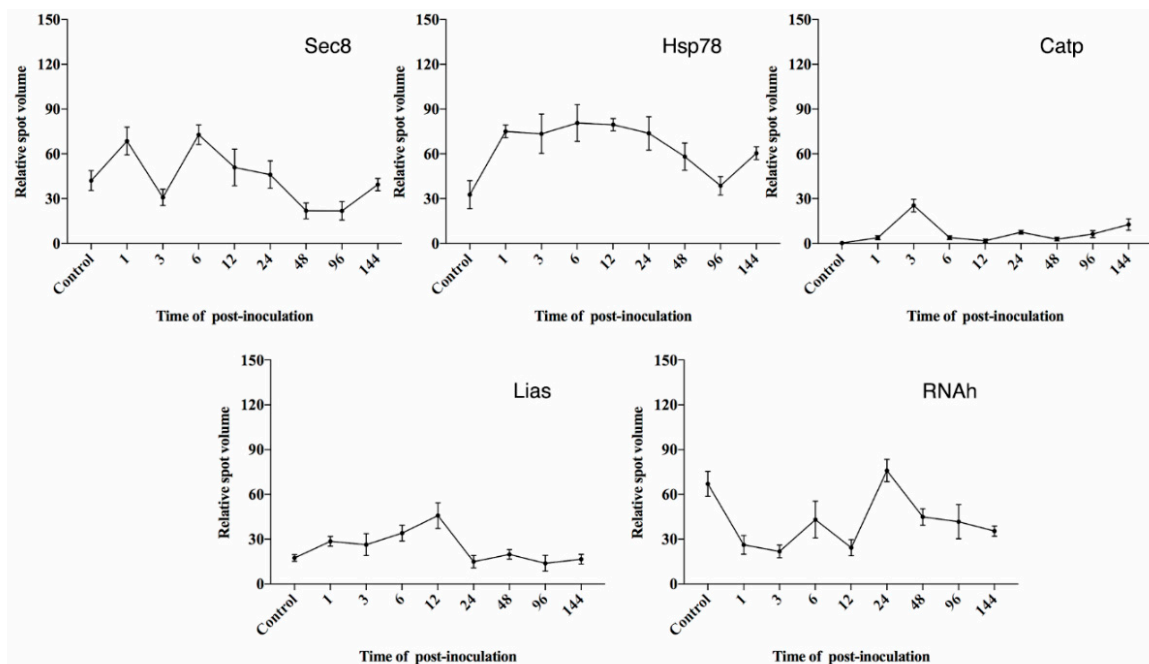 Sec8
Relative spot volume
150
120
90
60
30
0
Control 1 3 6 12 24 48 96 144
Time of post-inoculation
Hsp78
Relative spot volume
150
120
90
60
30
0
Control 1 3 6 12 24 48 96 144
Time of post-inoculation
Catp
Relative spot volume
150
120
90
60
30
0
Control 1 3 6 12 24 48 96 144
Time of post-inoculation
Lias
Relative spot volume
150
120
90
60
30
0
Control 1 3 6 12 24 48 96 144
Time of post-inoculation
RNAh
Relative spot volume
150
120
90
60
30
0
Control 1 3 6 12 24 48 96 144
Time of post-inoculation